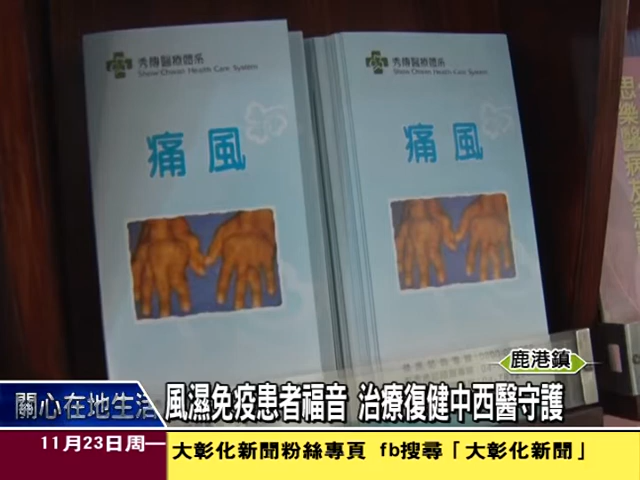 秀傳醫療體系
Show Chwan Health Care System
痛風
秀傳醫療體系
Show Chwan Health Care System
痛風
鹿港鎮
關心在地生活
風濕免疫患者福音 治療復健中西醫守護
11月23日周一
大彰化新聞粉絲專頁 fb搜尋「大彰化新聞」